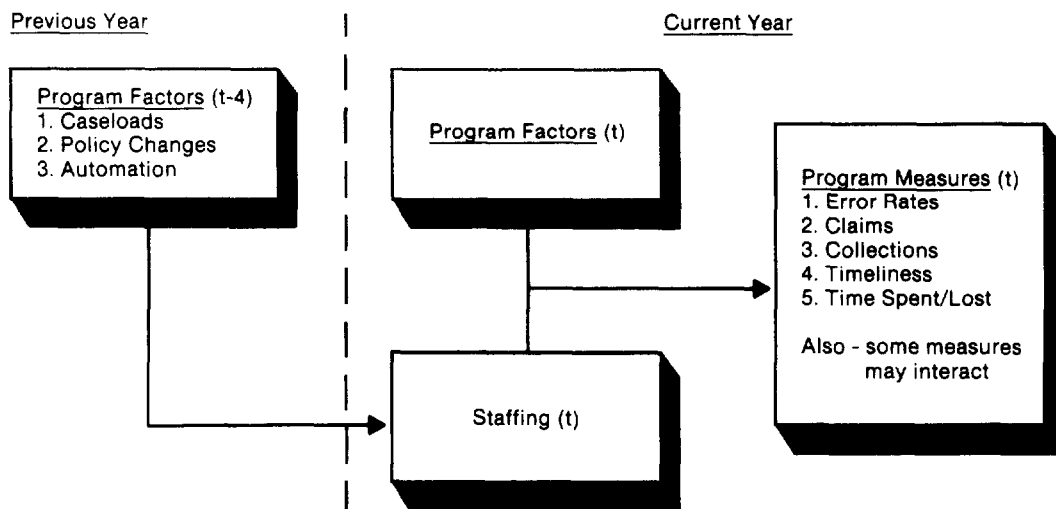 Previous Year
Current Year
Program Factors (t-4)
1. Caseloads
2. Policy Changes
3. Automation
Program Factors (t)
Program Measures (t)
1. Error Rates
2. Claims
3. Collections
4. Timeliness
5. Time Spent/Lost
Also - some measures
may interact
Staffing (t)